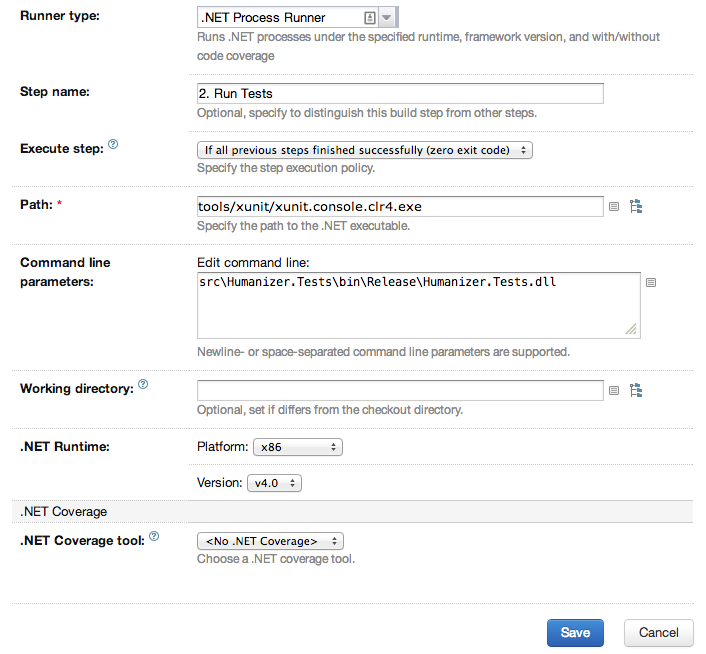 Runner type:
.NET Process Runner
Runs .NET processes under the specified runtime, framework version, and with/without
code coverage
Step name:
2. Run Tests
Optional, specify to distinguish this build step from other steps.
Execute step: ?
If all previous steps finished successfully (zero exit code)
Specify the step execution policy.
Path: *
tools/xunit/xunit.console.clr4.exe
Specify the path to the .NET executable.
Command line
parameters:
Edit command line:
src\Humanizer.Tests\bin\Release\Humanizer.Tests.dll
Newline- or space-separated command line parameters are supported.
Working directory: ?
Optional, set if differs from the checkout directory.
.NET Runtime:
Platform: x86
Version: v4.0
.NET Coverage
.NET Coverage tool: ?
<No .NET Coverage>
Choose a .NET coverage tool.
Save Cancel